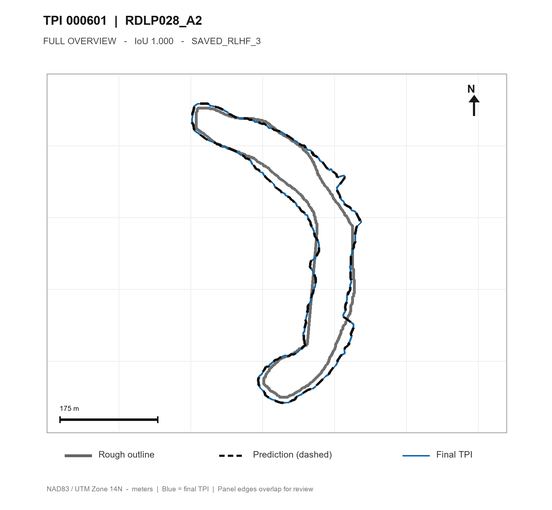 TPI 000601 | RDLP028_A2
FULL OVERVIEW - IoU 1.000 - SAVED_RLHF_3
N
175 m
Rough outline
Prediction (dashed)
Final TPI
NAD83 / UTM Zone 14N - meters | Blue = final TPI | Panel edges overlap for review